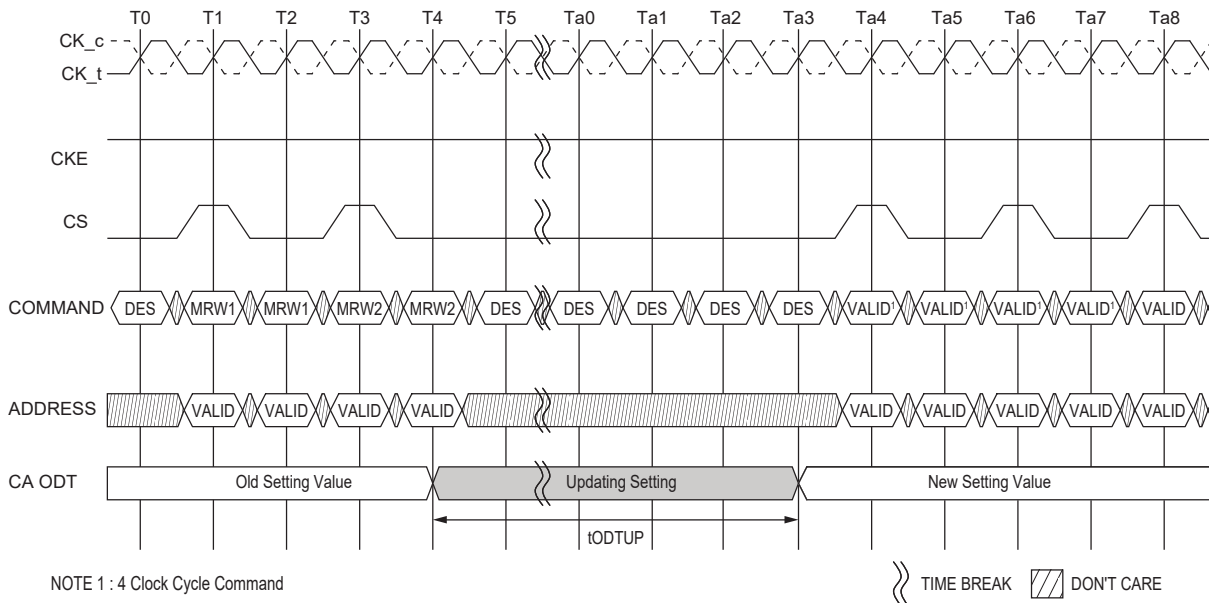 T0 T1 T2 T3 T4 T5 Ta0 Ta1 Ta2 Ta3 Ta4 Ta5 Ta6 Ta7 Ta8
CK_c
CK_t
CKE
CS
COMMAND DES MRW1 MRW1 MRW2 MRW2 DES DES DES DES DES VALID¹ VALID¹ VALID¹ VALID¹ VALID
ADDRESS VALID VALID VALID VALID VALID VALID VALID VALID VALID
CA ODT Old Setting Value Updating Setting New Setting Value
tODTUP
NOTE 1 : 4 Clock Cycle Command TIME BREAK DON'T CARE